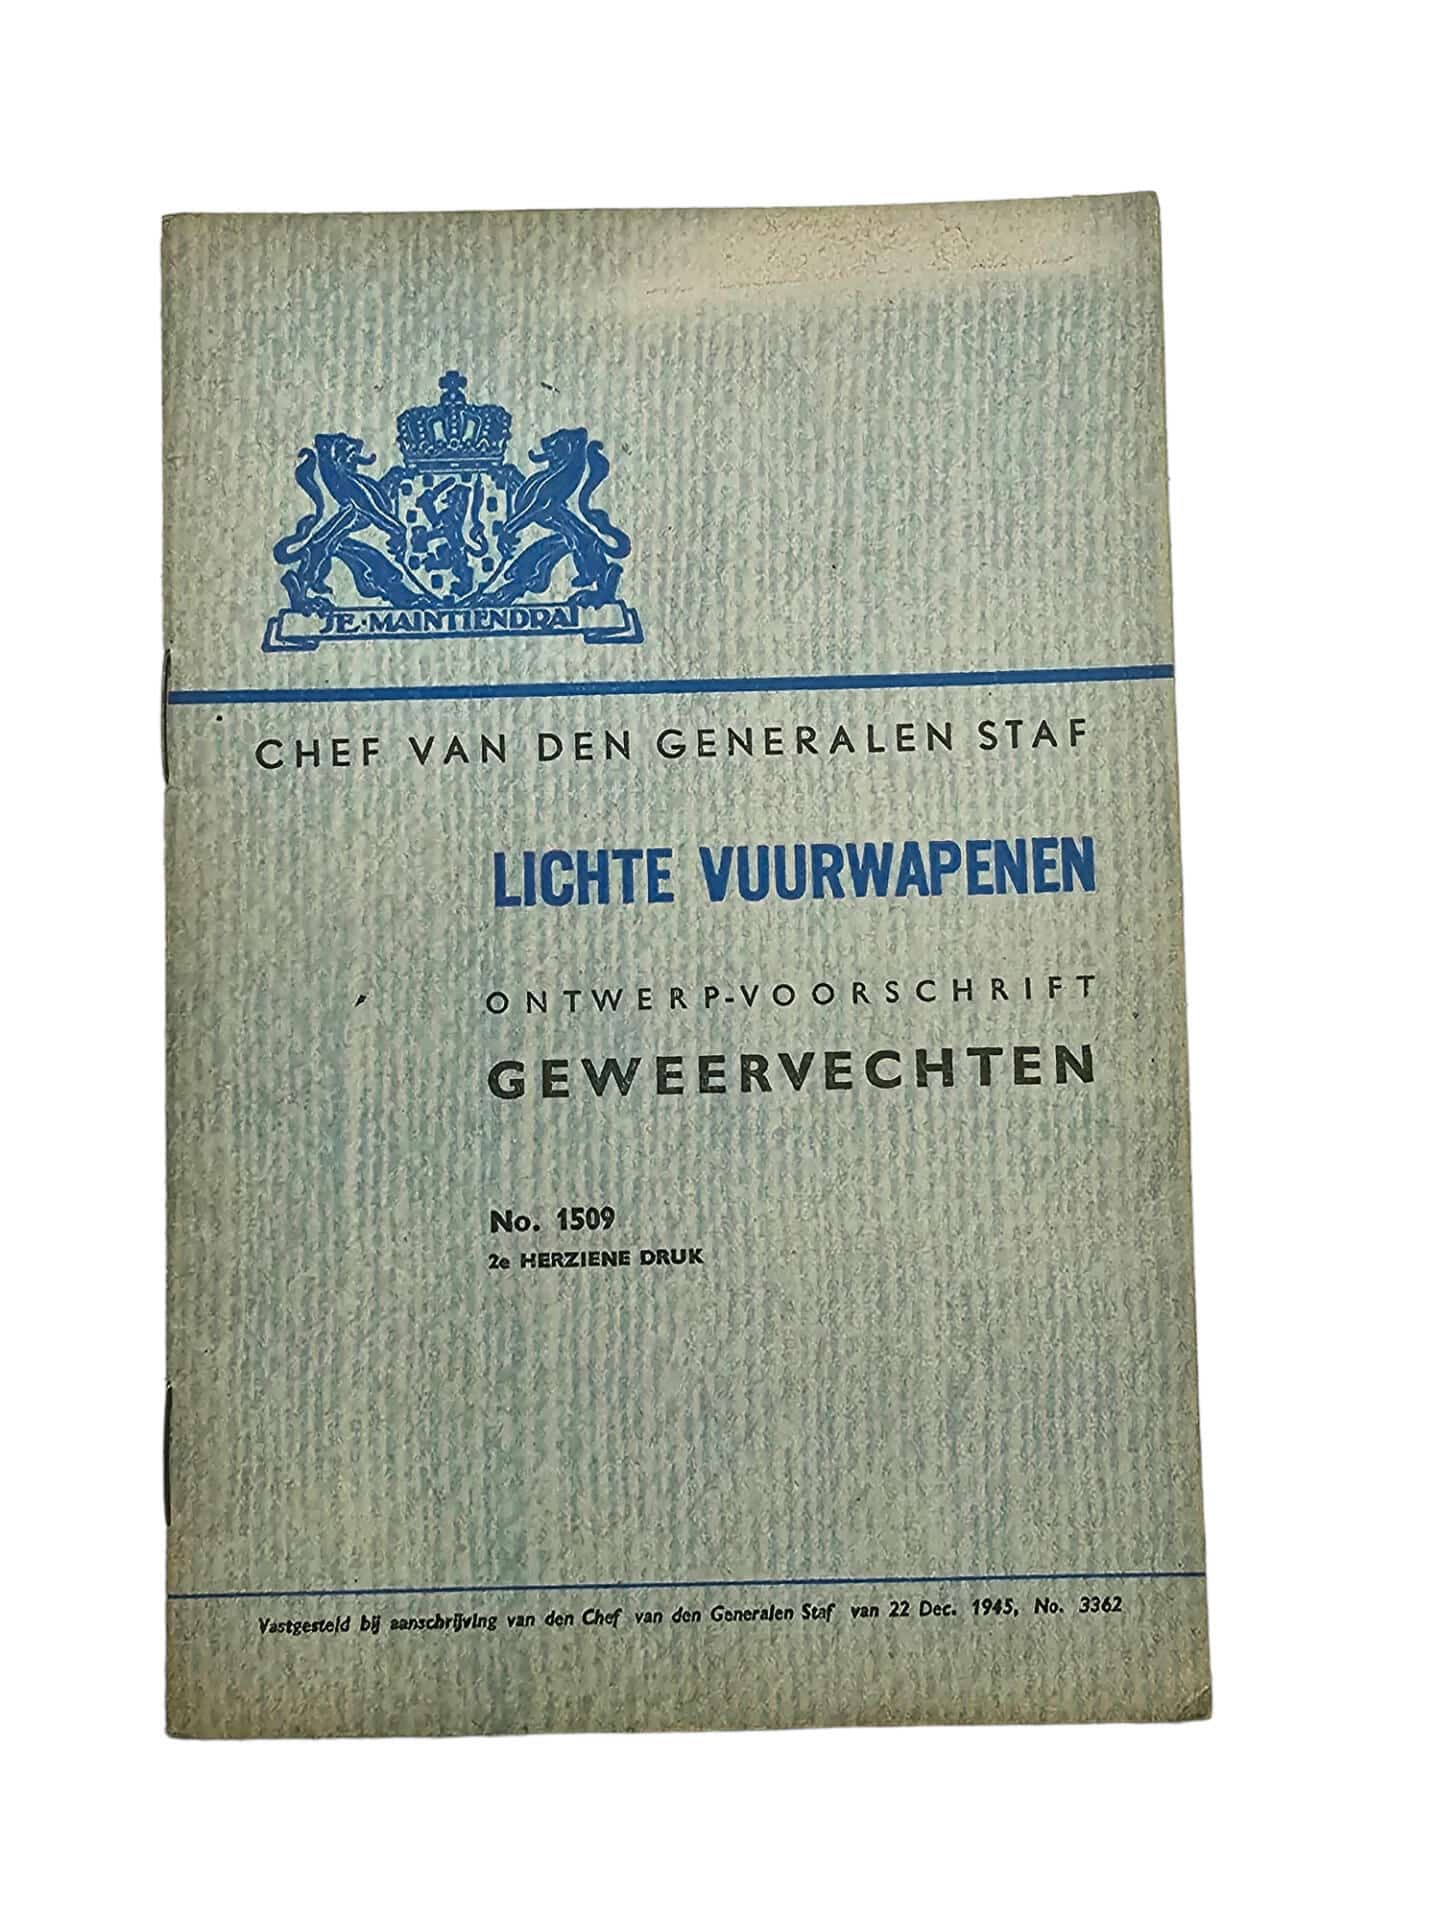 JE·MAINTIENDRAI
CHEF VAN DEN GENERALEN STAF
LICHTE VUURWAPENEN
ONTWERP-VOORSCHRIFT
GEWEERVECHTEN
No. 1509
2e HERZIENE DRUK
Vastgesteld bij aanschrijving van den Chef van den Generalen Staf van 22 Dec. 1945, No. 3362